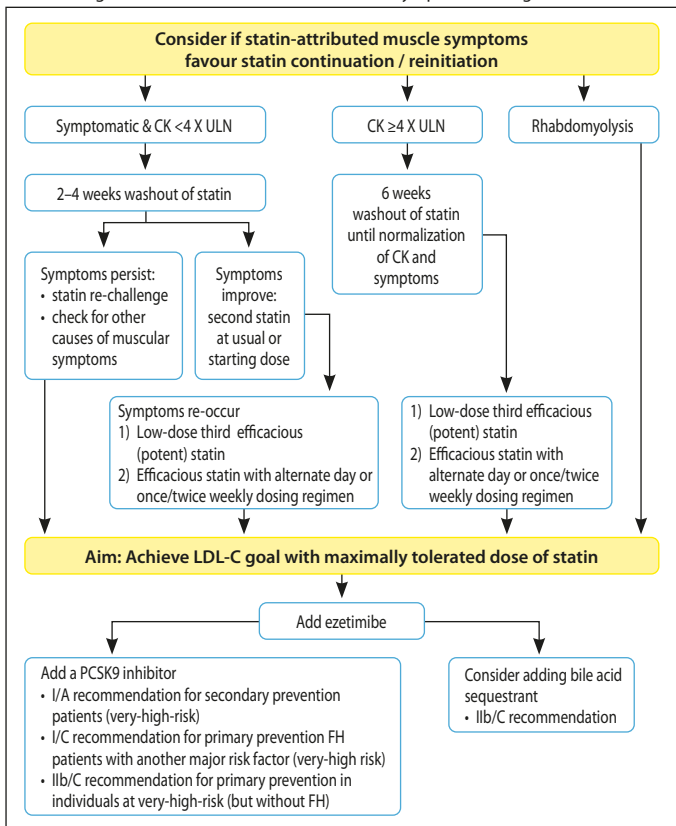 Consider if statin-attributed muscle symptoms
favour statin continuation / reinitiation
Symptomatic & CK <4 X ULN
CK ≥4 X ULN
Rhabdomyolysis
2–4 weeks washout of statin
6 weeks
washout of statin
until normalization
of CK and
symptoms
Symptoms persist:
• statin re-challenge
• check for other
causes of muscular
symptoms
Symptoms
improve:
second statin
at usual or
starting dose
Symptoms re-occur
1) Low-dose third efficacious
(potent) statin
2) Efficacious statin with alternate day or
once/twice weekly dosing regimen
1) Low-dose third efficacious
(potent) statin
2) Efficacious statin with
alternate day or once/twice
weekly dosing regimen
Aim: Achieve LDL-C goal with maximally tolerated dose of statin
Add ezetimibe
Add a PCSK9 inhibitor
• I/A recommendation for secondary prevention
patients (very-high-risk)
• I/C recommendation for primary prevention FH
patients with another major risk factor (very-high risk)
• IIb/C recommendation for primary prevention in
individuals at very-high-risk (but without FH)
Consider adding bile acid
sequestrant
• IIb/C recommendation